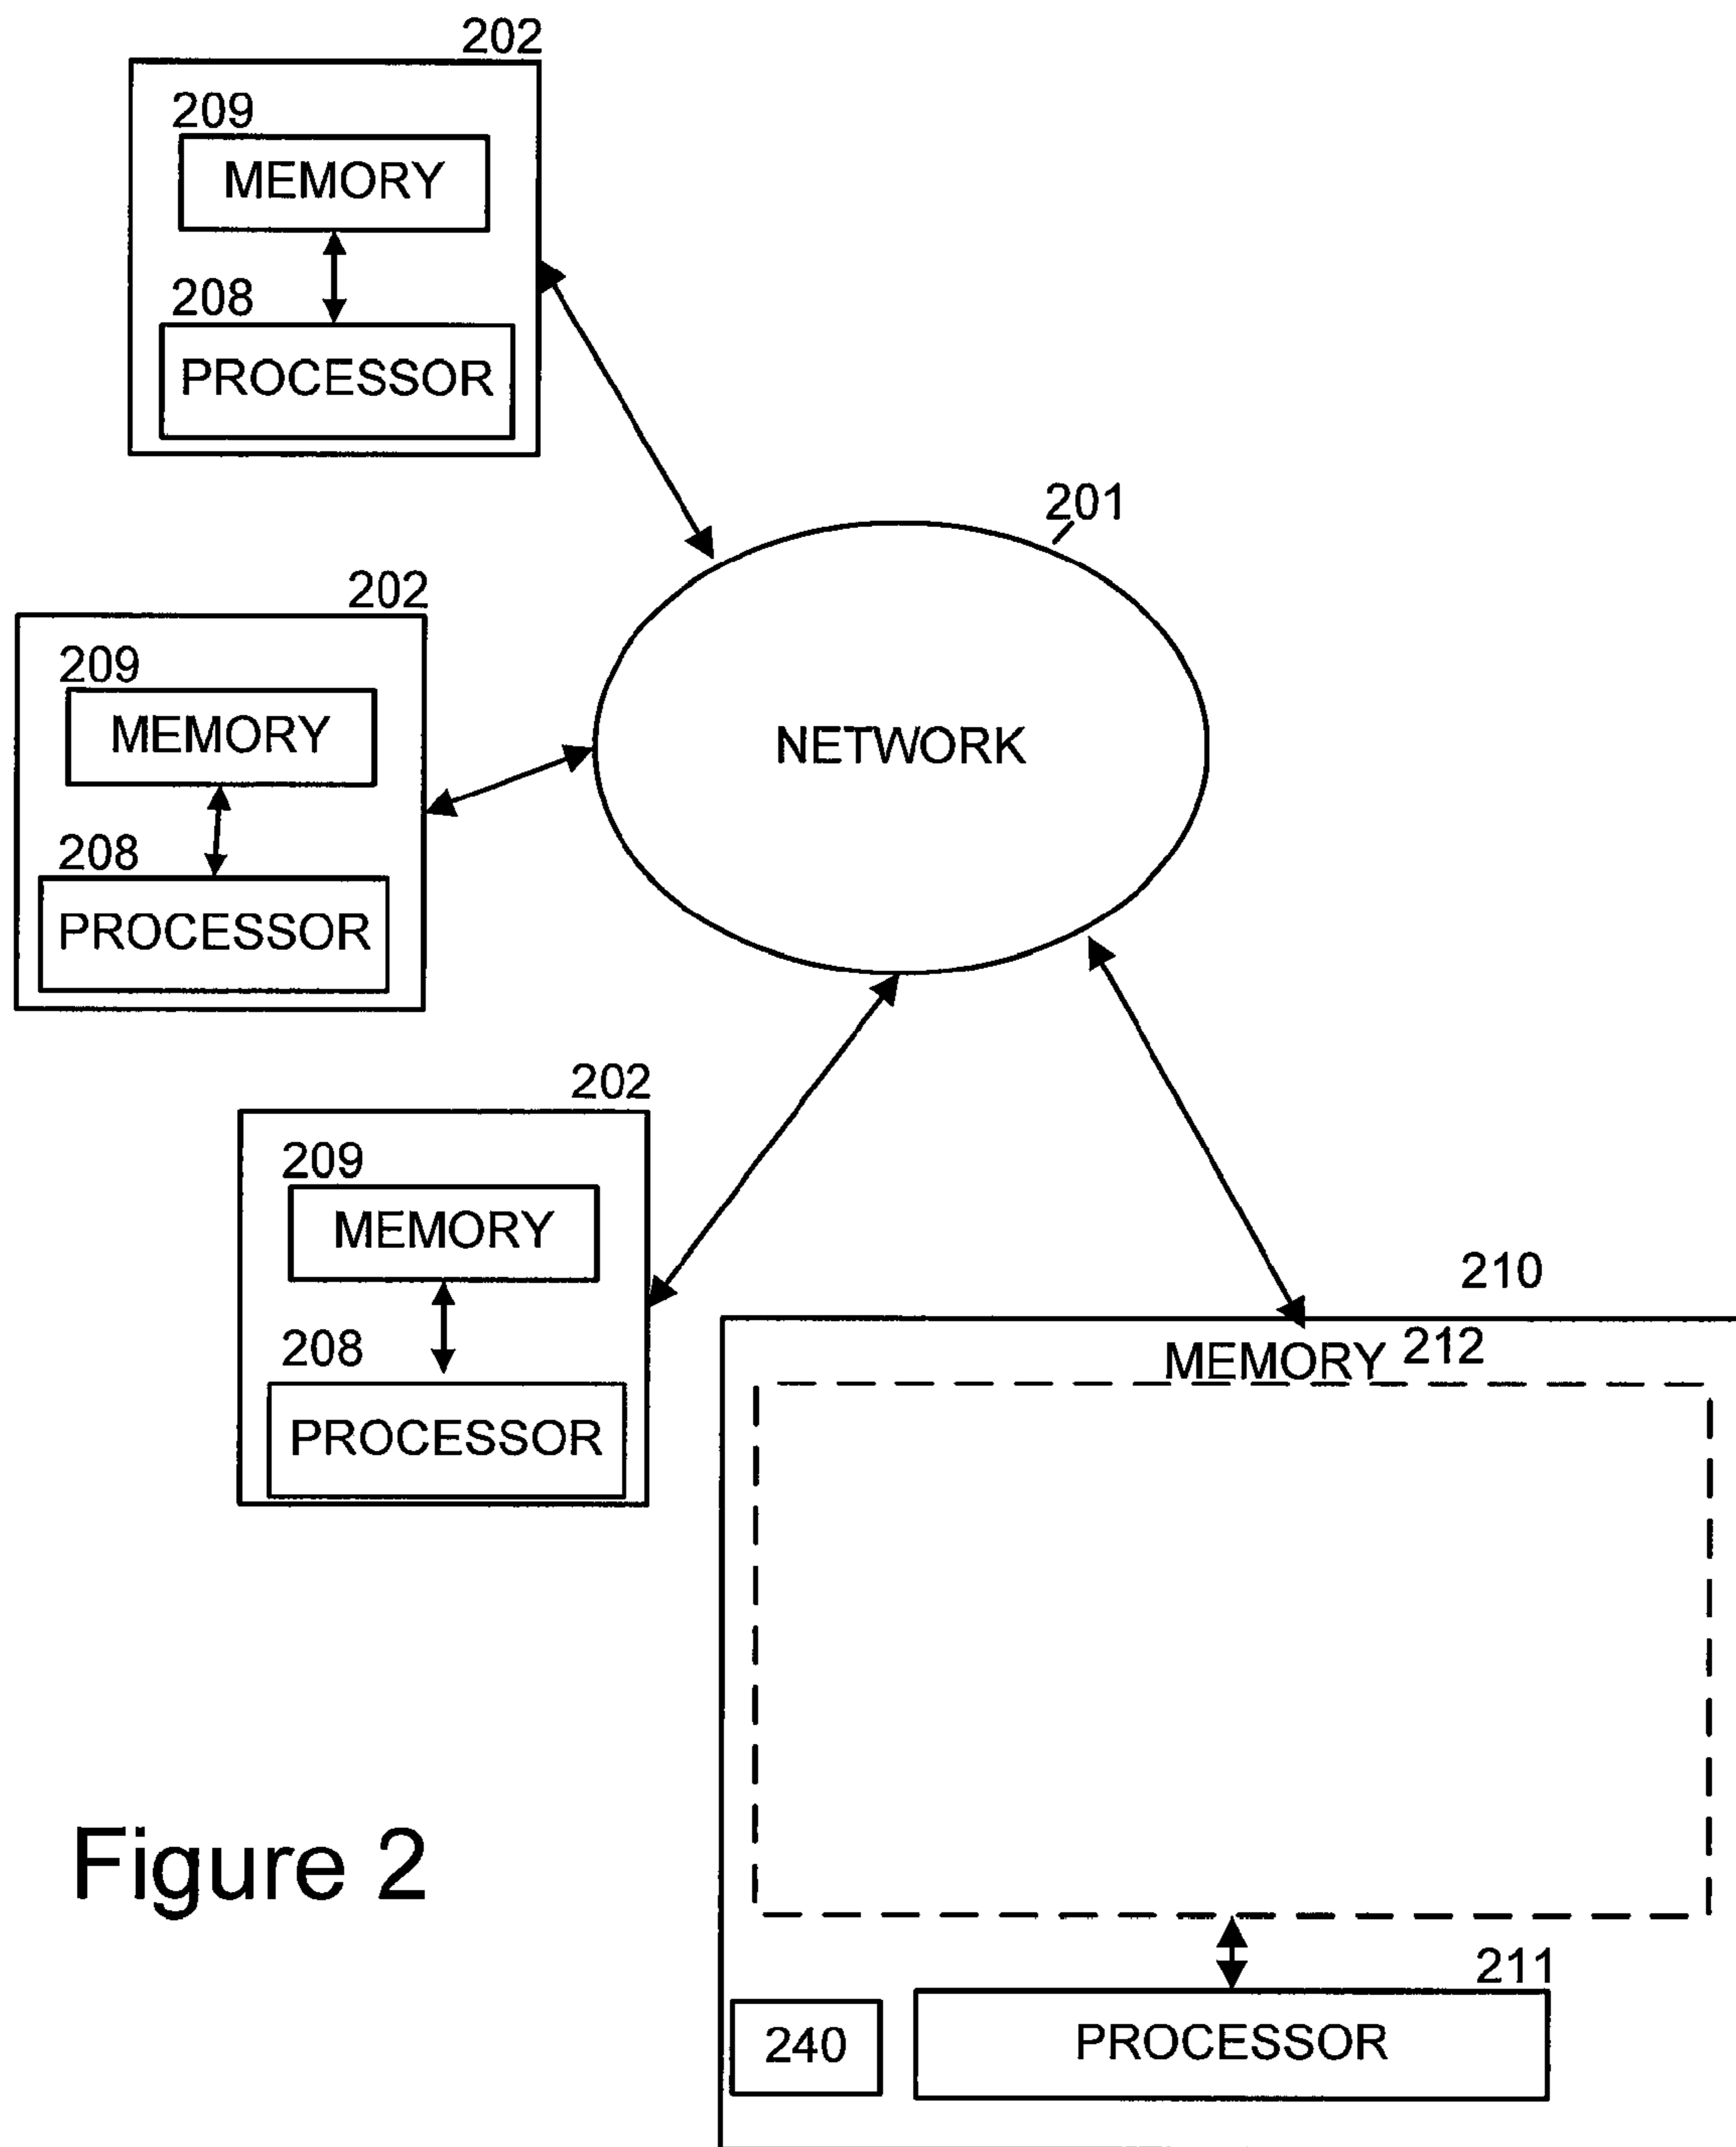 202
209
MEMORY
208
PROCESSOR
201
202
209
MEMORY
208
PROCESSOR
NETWORK
202
209
MEMORY
208
PROCESSOR
210
MEMORY 212
211
240
PROCESSOR
Figure 2